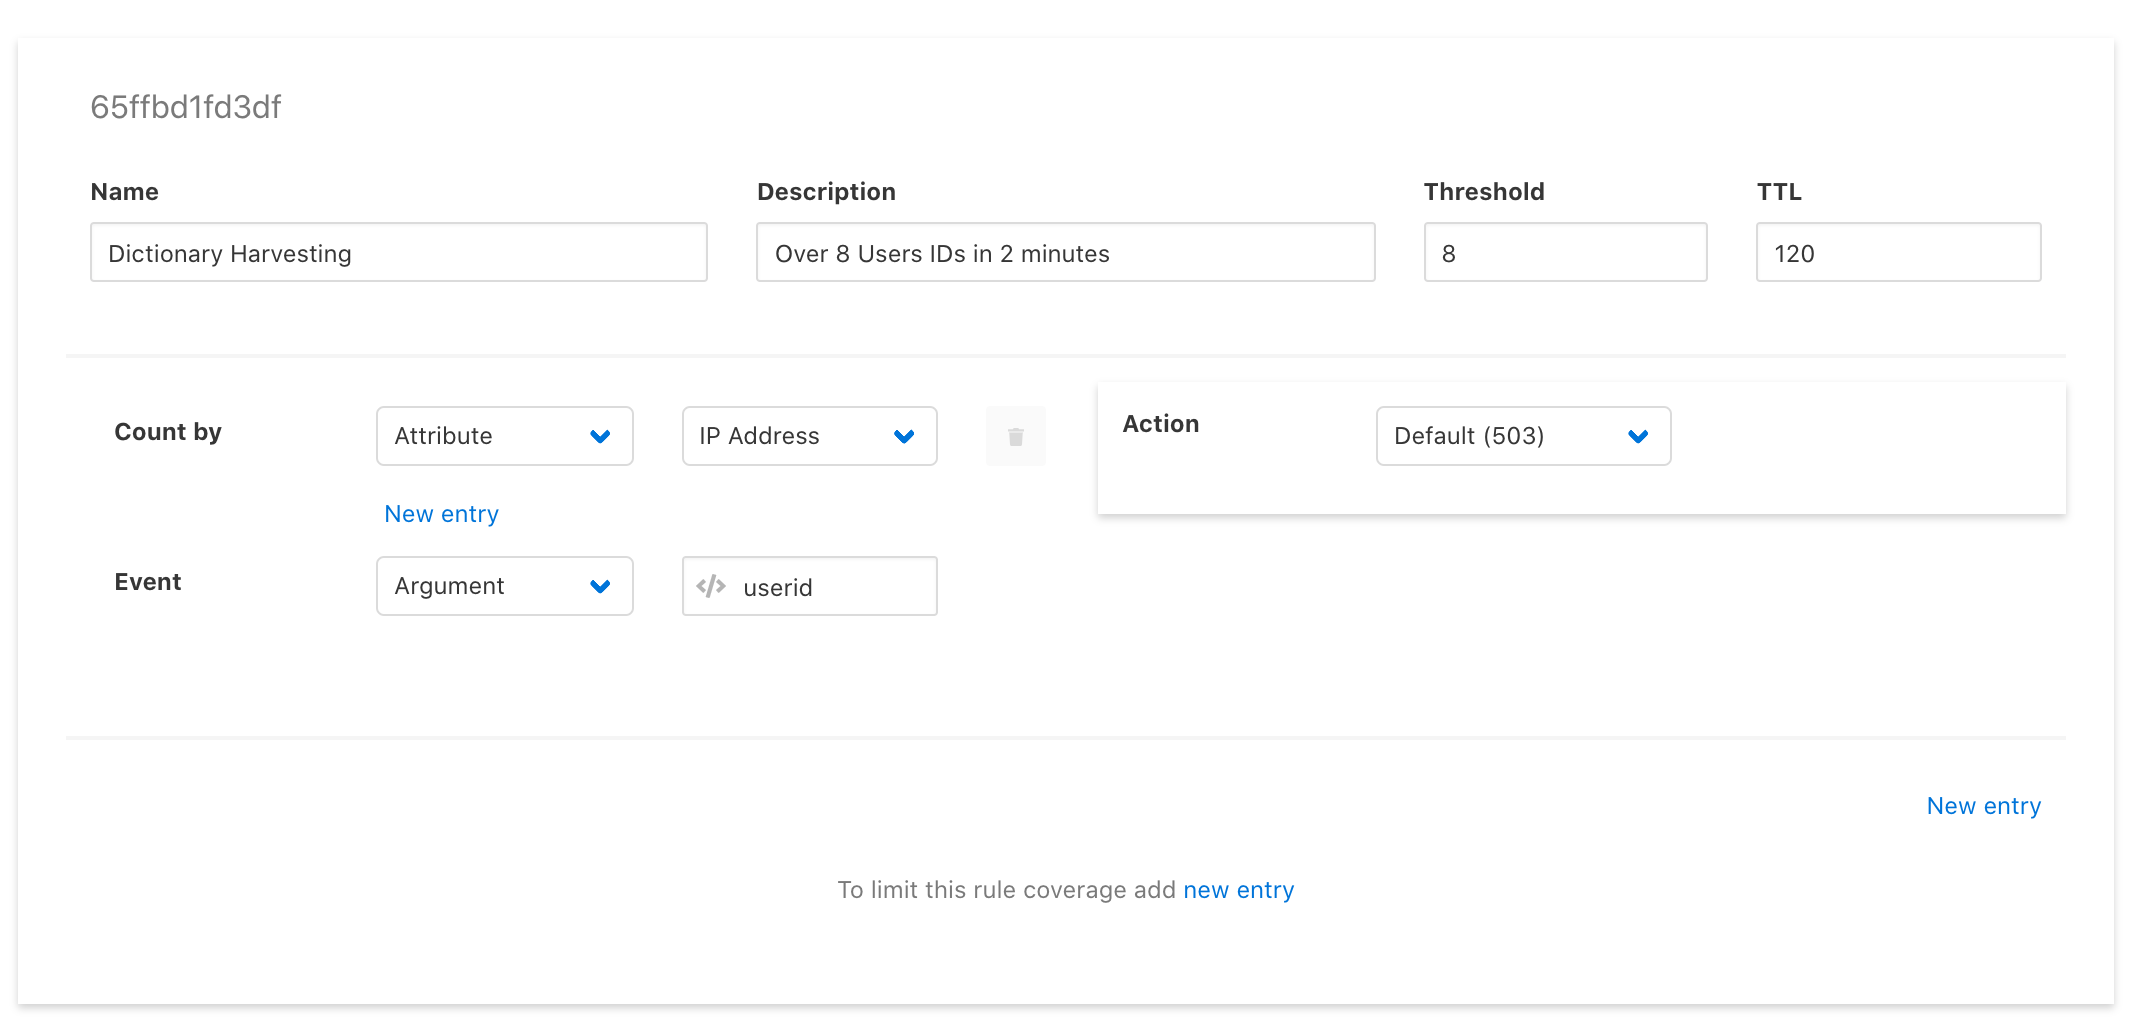 65ffbd1fd3df
Name
Description
Threshold
TTL
Dictionary Harvesting
Over 8 Users IDs in 2 minutes
8
120
Count by
Attribute
IP Address
Action
Default (503)
New entry
Event
Argument
</> userid
New entry
To limit this rule coverage add new entry